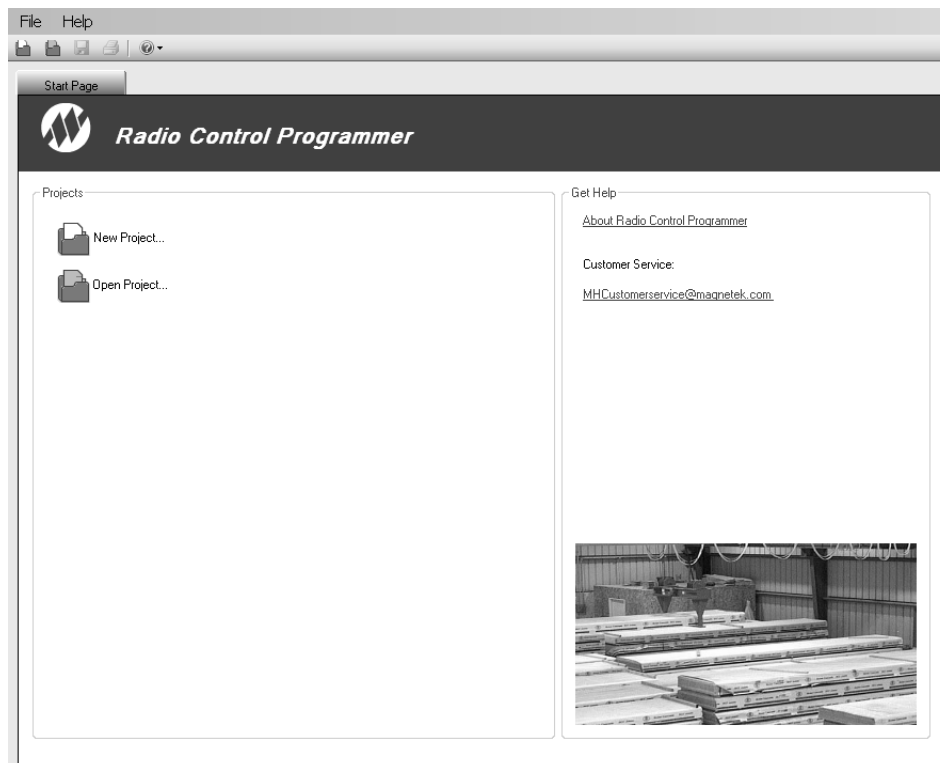 File Help
Start Page
Radio Control Programmer
Projects
New Project...
Open Project...
Get Help
About Radio Control Programmer
Customer Service:
MHCustomerservice@magnetek.com